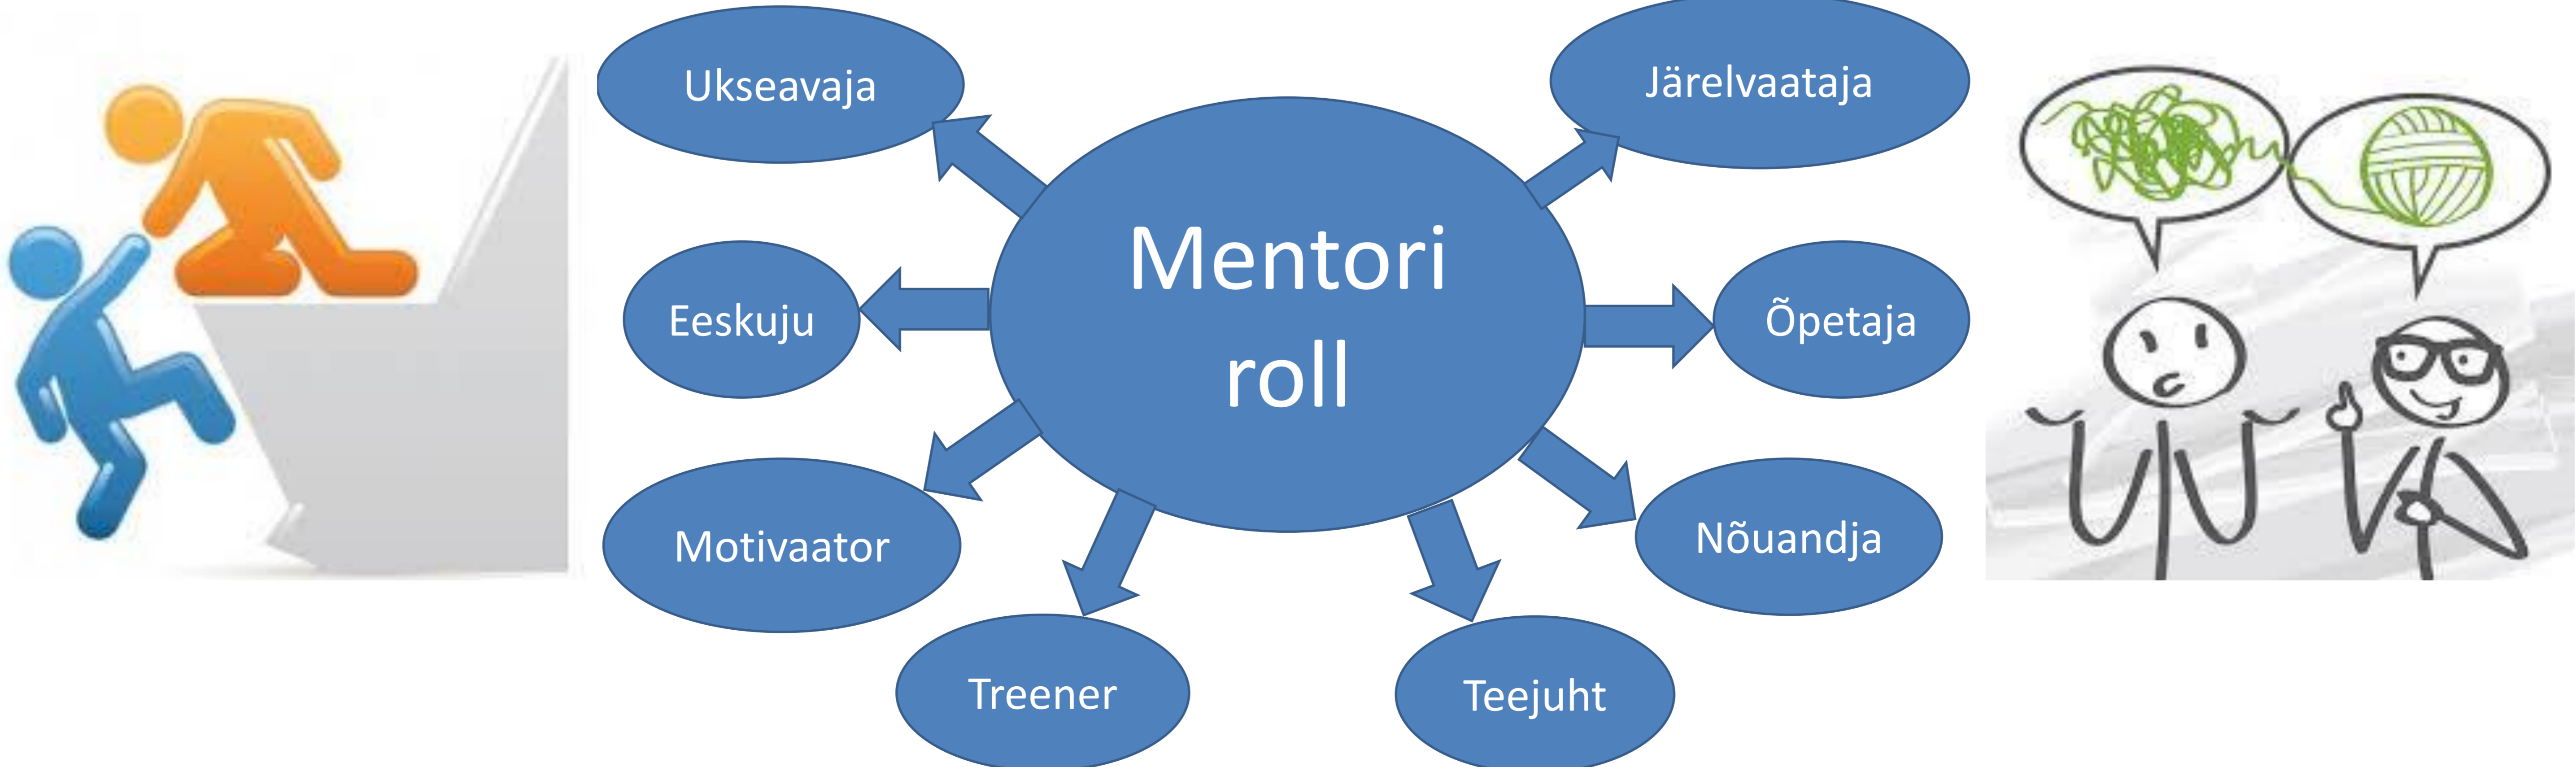 Ukseavaja
Järelvaataja
Mentori
roll
Eeskuju
Õpetaja
Motivaator
Nõuandja
Treener
Teejuht